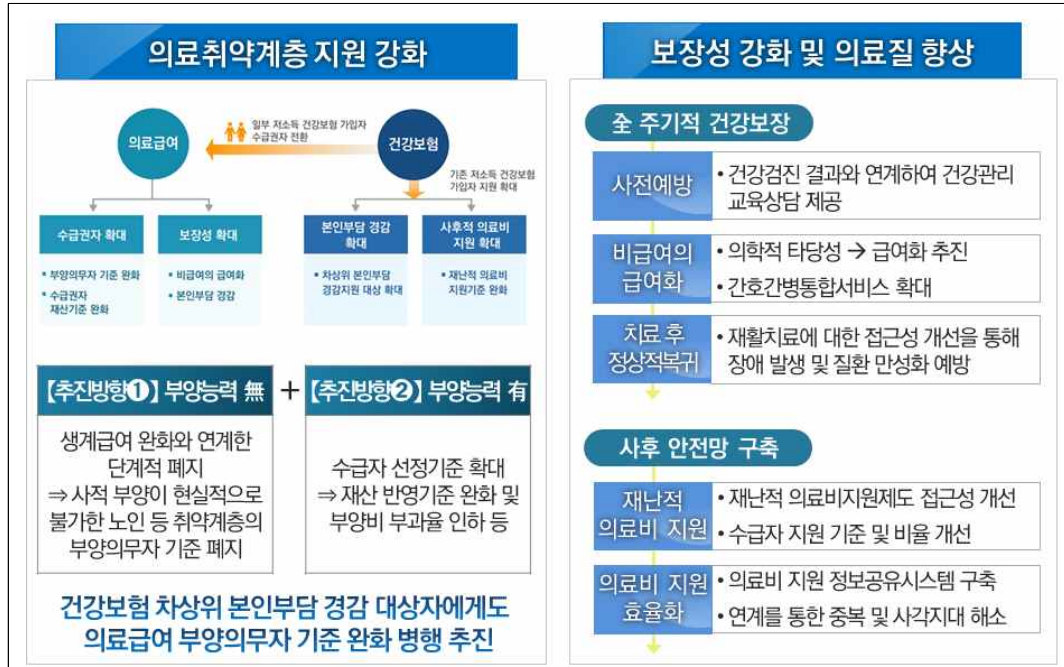 의료취약계층 지원 강화
의료급여
일부 저소득 건강보험 가입자
수급권자 전환
건강보험
기존 저소득 건강보험
가입자 지원 확대
수급권자 확대
• 부양의무자 기준 완화
• 수급권자
재산기준 완화
보장성 확대
• 비급여의 급여화
• 본인부담 경감
본인부담 경감
확대
• 차상위 본인부담
경감지원 대상 확대
사후적 의료비
지원 확대
• 재난적 의료비
지원기준 완화
【추진방향❶】 부양능력 無
생계급여 완화와 연계한
단계적 폐지
⇒ 사적 부양이 현실적으로
불가한 노인 등 취약계층의
부양의무자 기준 폐지
+
【추진방향❷】 부양능력 有
수급자 선정기준 확대
⇒ 재산 반영기준 완화 및
부양비 부과율 인하 등
건강보험 차상위 본인부담 경감 대상자에게도
의료급여 부양의무자 기준 완화 병행 추진
보장성 강화 및 의료질 향상
全 주기적 건강보장
사전예방
• 건강검진 결과와 연계하여 건강관리
교육상담 제공
비급여의
급여화
• 의학적 타당성 → 급여화 추진
• 간호간병통합서비스 확대
치료 후
정상적복귀
• 재활치료에 대한 접근성 개선을 통해
장애 발생 및 질환 만성화 예방
사후 안전망 구축
재난적
의료비 지원
• 재난적 의료비지원제도 접근성 개선
• 수급자 지원 기준 및 비율 개선
의료비 지원
효율화
• 의료비 지원 정보공유시스템 구축
• 연계를 통한 중복 및 사각지대 해소